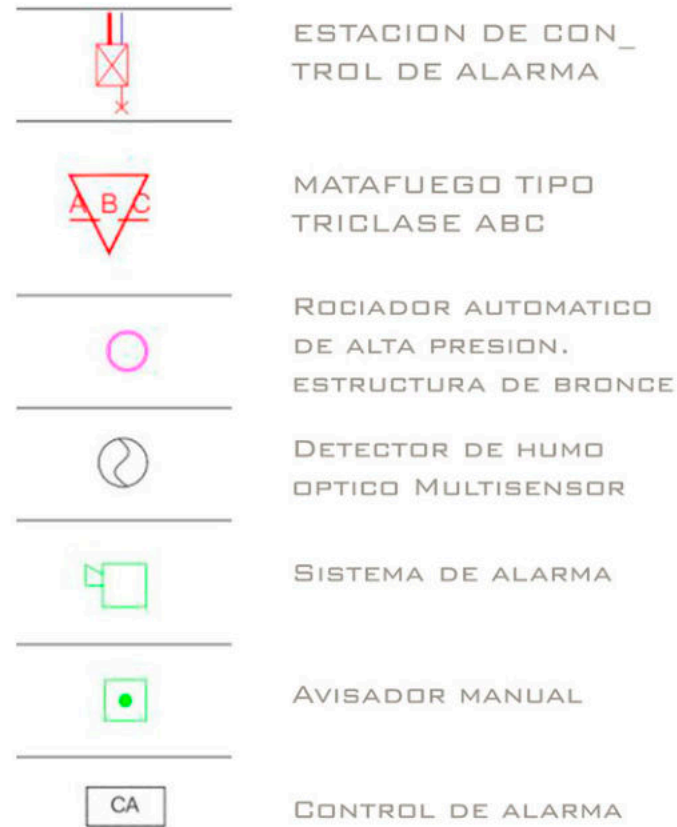 ESTACION DE CON_
TROL DE ALARMA
A B C
MATAFUEGO TIPO
TRICLASE ABC
ROCIADOR AUTOMATICO
DE ALTA PRESION.
ESTRUCTURA DE BRONCE
DETECTOR DE HUMO
OPTICO MULTISENSOR
SISTEMA DE ALARMA
AVISADOR MANUAL
CA
CONTROL DE ALARMA